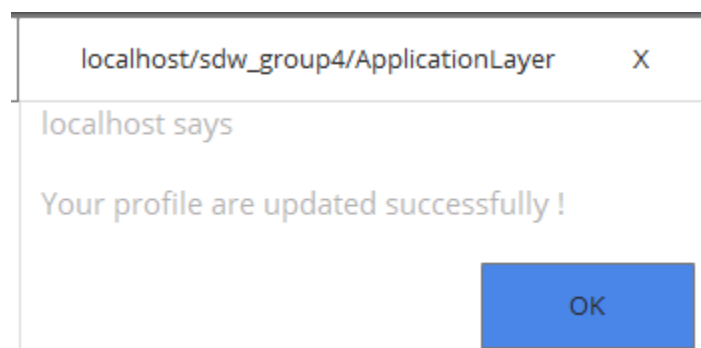 localhost/sdw_group4/ApplicationLayer X
localhost says
Your profile are updated successfully !
OK